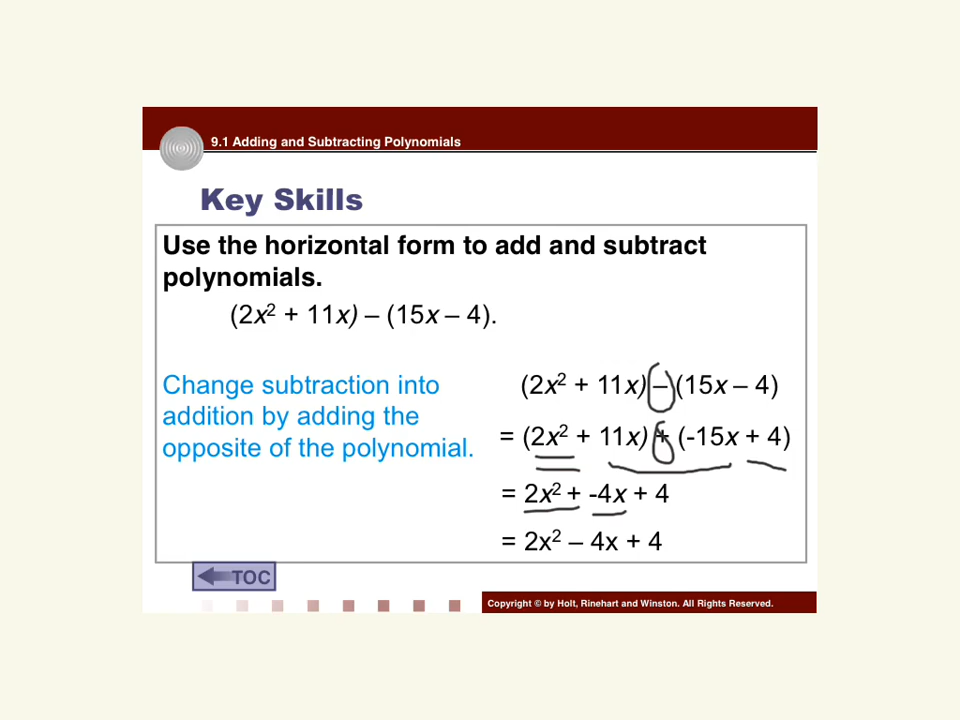 9.1 Adding and Subtracting Polynomials
Key Skills
Use the horizontal form to add and subtract
polynomials.
(2x² + 11x) – (15x – 4).
Change subtraction into
addition by adding the
opposite of the polynomial.
(2x² + 11x) – (15x – 4)
= (2x² + 11x) + (-15x + 4)
= 2x² + -4x + 4
= 2x² – 4x + 4
TOC
Copyright © by Holt, Rinehart and Winston. All Rights Reserved.